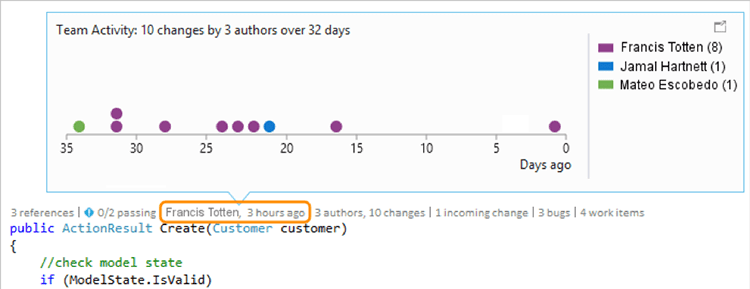 Team Activity: 10 changes by 3 authors over 32 days
Francis Totten (8)
Jamal Hartnett (1)
Mateo Escobedo (1)
35 30 25 20 15 10 5 0
Days ago
3 references | 0/2 passing | Francis Totten, 3 hours ago | 3 authors, 10 changes | 1 incoming change | 3 bugs | 4 work items
public ActionResult Create(Customer customer)
{
//check model state
if (ModelState.IsValid)